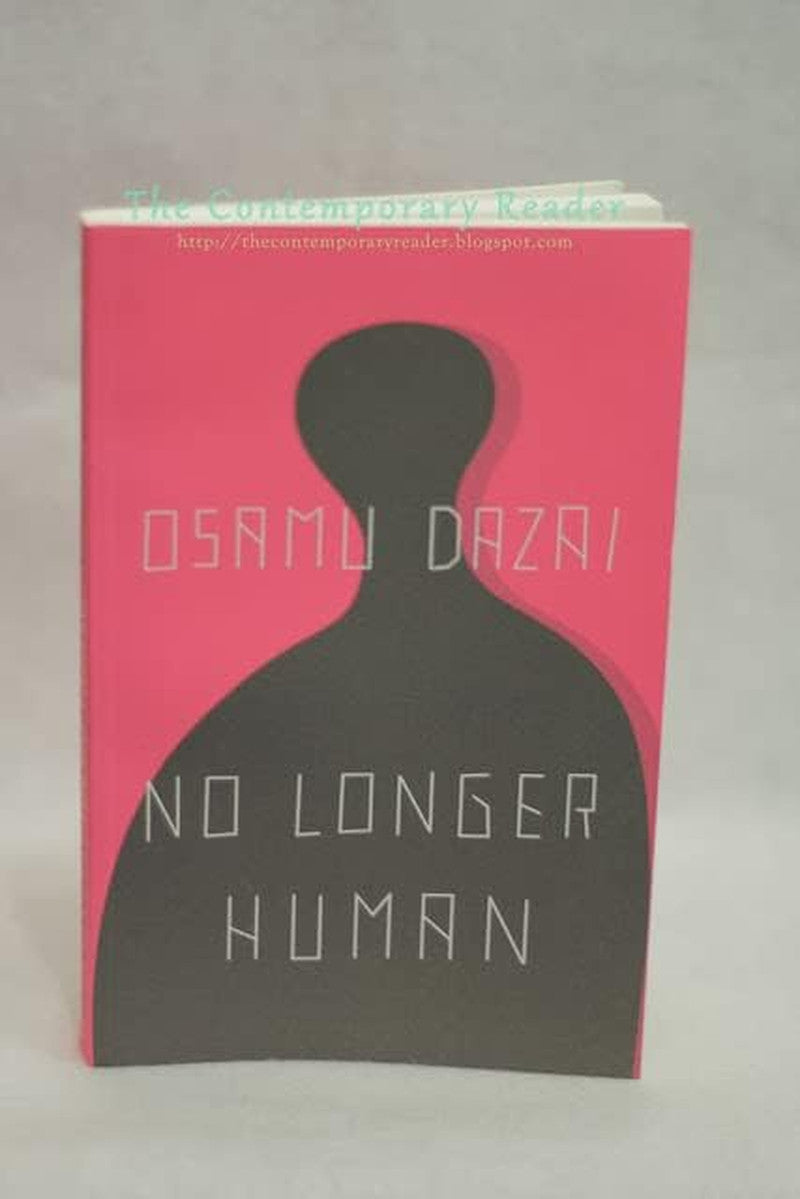 The Contemporary Reader
http://thecontemporaryreader.blogspot.com
OSAMU DAZAI
NO LONGER
HUMAN